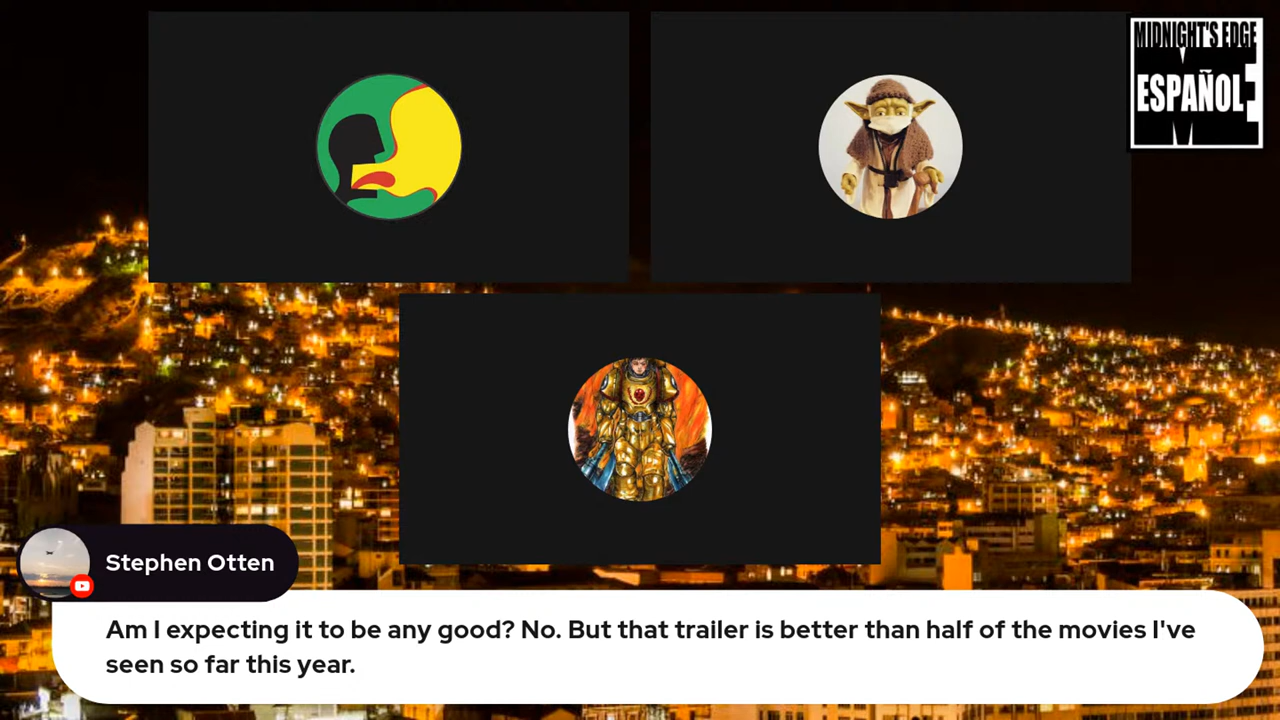 MIDNIGHT'S EDGE
ESPAÑOL
Stephen Otten
Am I expecting it to be any good? No. But that trailer is better than half of the movies I've
seen so far this year.